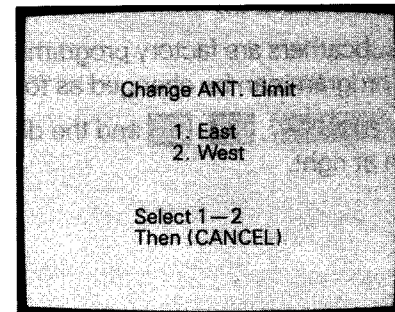 Change ANT. Limit
1. East
2. West
Select 1—2
Then (CANCEL)